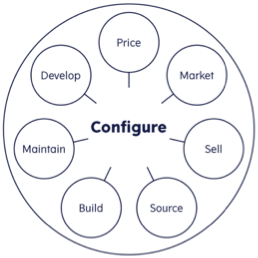 Price
Market
Sell
Source
Build
Maintain
Develop
Configure